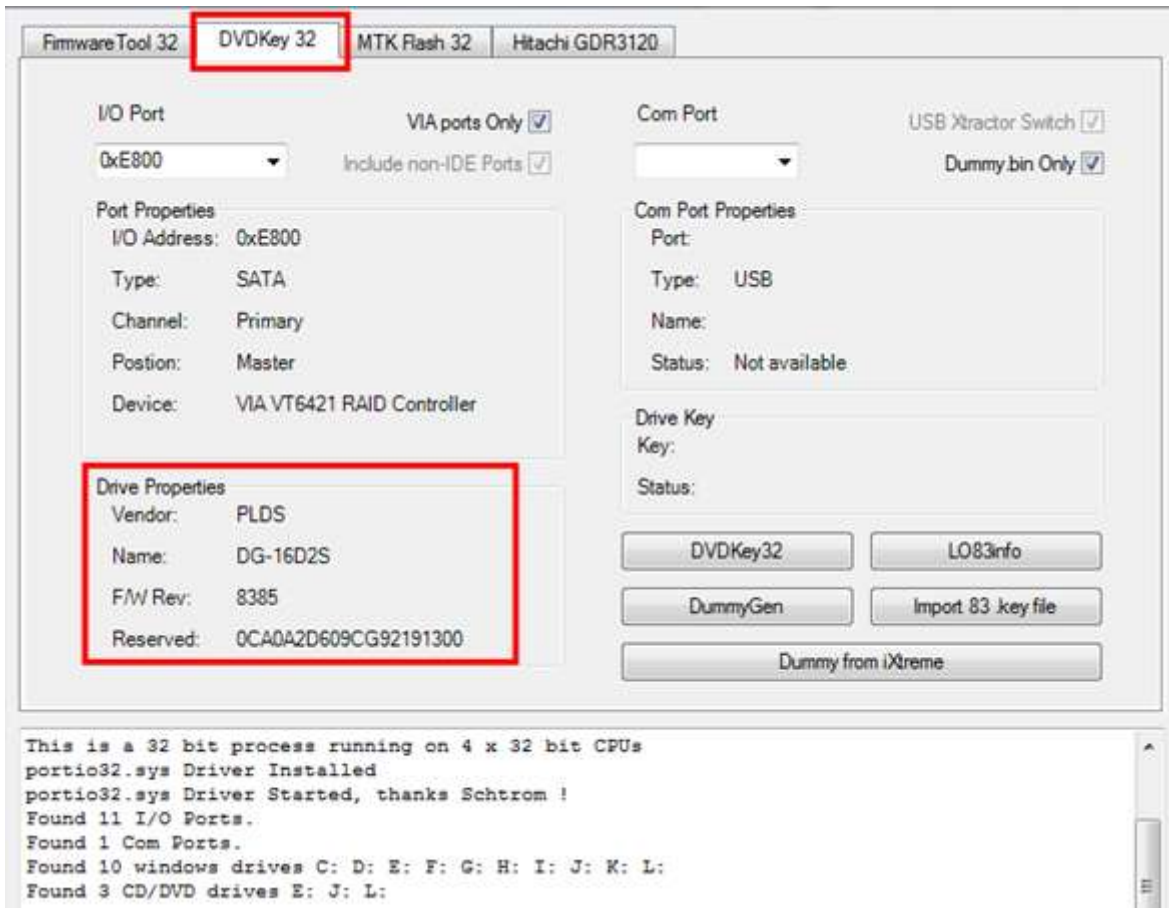 FirmwareTool 32 DVDKey 32 MTK Flash 32 Hitachi GDR3120
I/O Port VIA ports Only
0xE800 Include non-IDE Ports
Port Properties
I/O Address: 0xE800
Type: SATA
Channel: Primary
Postion: Master
Device: VIA VT6421 RAID Controller
Drive Properties
Vendor: PLDS
Name: DG-16D2S
F/W Rev: 8385
Reserved: 0CA0A2D609CG92191300
Com Port USB Xtractor Switch
Dummy.bin Only
Com Port Properties
Port:
Type: USB
Name:
Status: Not available
Drive Key
Key:
Status:
DVDKey32 LO83info
DummyGen Import 83 .key file
Dummy from iXtreme
This is a 32 bit process running on 4 x 32 bit CPUs
portio32.sys Driver Installed
portio32.sys Driver Started, thanks Schtrom !
Found 11 I/O Ports.
Found 1 Com Ports.
Found 10 windows drives C: D: E: F: G: H: I: J: K: L:
Found 3 CD/DVD drives E: J: L: